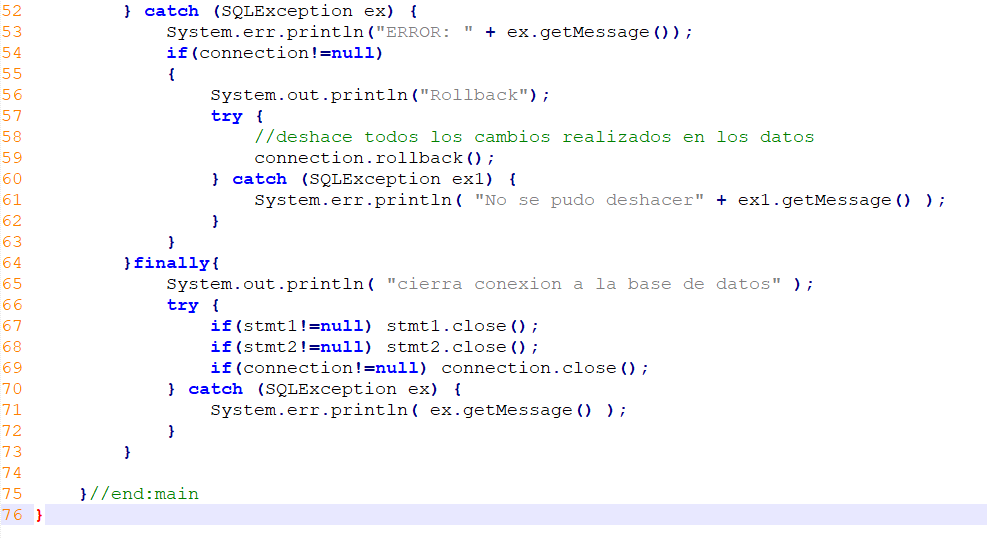 52         } catch (SQLException ex) {
53             System.err.println("ERROR: " + ex.getMessage());
54             if(connection!=null)
55             {
56                 System.out.println("Rollback");
57                 try {
58                     //deshace todos los cambios realizados en los datos
59                     connection.rollback();
60                 } catch (SQLException ex1) {
61                     System.err.println( "No se pudo deshacer" + ex1.getMessage() );
62                 }
63             }
64         }finally{
65             System.out.println( "cierra conexion a la base de datos" );
66             try {
67                 if(stmt1!=null) stmt1.close();
68                 if(stmt2!=null) stmt2.close();
69                 if(connection!=null) connection.close();
70             } catch (SQLException ex) {
71                 System.err.println( ex.getMessage() );
72             }
73         }
74
75     }//end:main
76 }